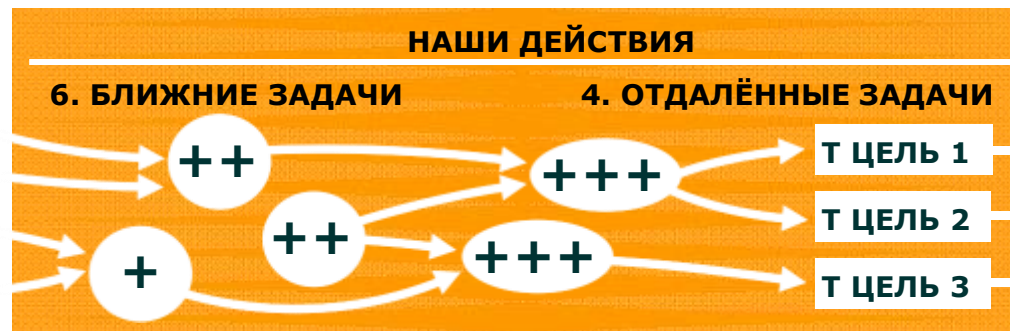 НАШИ ДЕЙСТВИЯ
6. БЛИЖНИЕ ЗАДАЧИ
4. ОТДАЛЁННЫЕ ЗАДАЧИ
++
+++
Т ЦЕЛЬ 1
++
Т ЦЕЛЬ 2
+
+++
Т ЦЕЛЬ 3